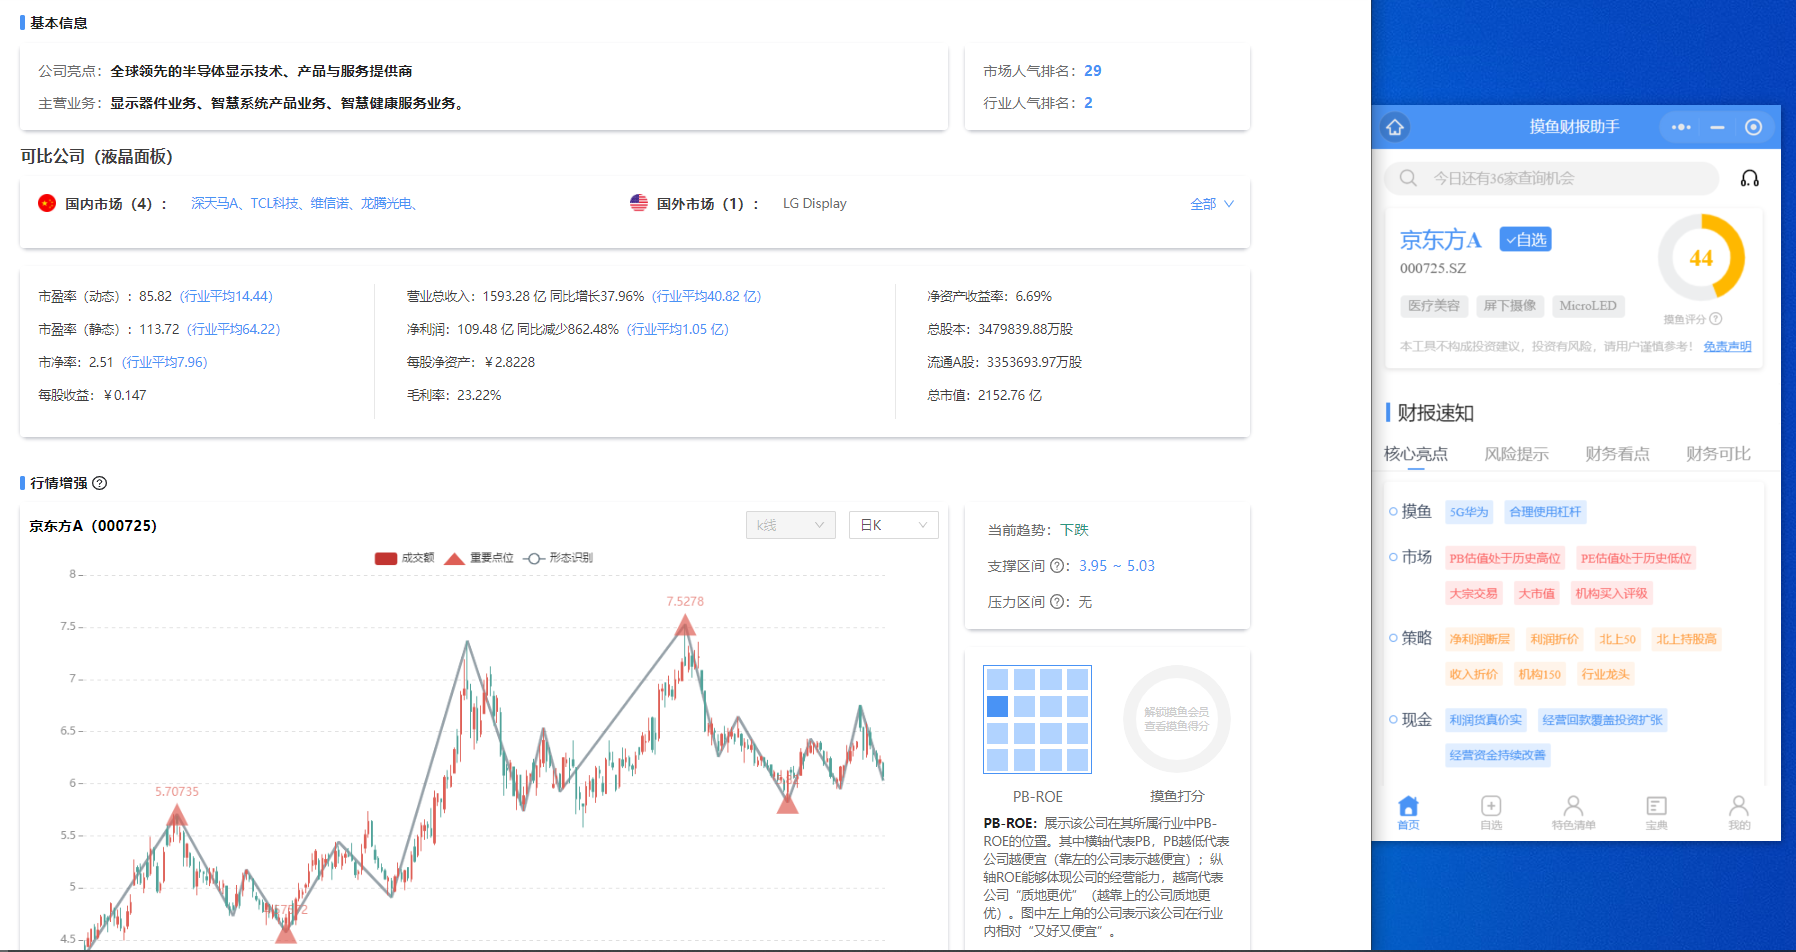 基本信息
公司亮点：全球领先的半导体显示技术、产品与服务提供商
主营业务：显示器件业务、智慧系统产品业务、智慧健康服务业务。
市场人气排名：29
行业人气排名：2
可比公司（液晶面板）
国内市场（4）： 深天马A、TCL科技、维信诺、龙腾光电、
国外市场（1）： LG Display
全部
市盈率（动态）：85.82 (行业平均14.44)
市盈率（静态）：113.72 (行业平均64.22)
市净率：2.51 (行业平均7.96)
每股收益：￥0.147
营业总收入：1593.28 亿 同比增长37.96% (行业平均40.82 亿)
净利润：109.48 亿 同比减少862.48% (行业平均1.05 亿)
每股净资产：￥2.8228
毛利率：23.22%
净资产收益率：6.69%
总股本：3479839.88万股
流通A股：3353693.97万股
总市值：2152.76 亿
行情增强 ?
京东方A（000725）
k线
日K
成交额 重要点位 形态识别
8
7.5
7
6.5
6
5.5
5
4.5
7.5278
5.70735
当前趋势：下跌
支撑区间 ?：3.95 ~ 5.03
压力区间 ?：无
解锁摸鱼会员
查看摸鱼得分
PB-ROE
摸鱼打分
PB-ROE：展示该公司在其所属行业中PB-
ROE的位置。其中横轴代表PB，PB越低代表
公司越便宜（靠左的公司表示越便宜）；纵
轴ROE能够体现公司的经营能力，越高代表
公司“质地更优”（越靠上的公司质地更
优）。图中左上角的公司表示该公司在行业
内相对“又好又便宜”。
摸鱼财报助手
今日还有36家查询机会
京东方A
自选
000725.SZ
44
医疗美容 屏下摄像 MicroLED
摸鱼评分 ?
本工具不构成投资建议，投资有风险，请用户谨慎参考！ 免责声明
财报速知
核心亮点 风险提示 财务看点 财务可比
摸鱼 5G华为 合理使用杠杆
市场 PB估值处于历史高位 PE估值处于历史低位
大宗交易 大市值 机构买入评级
策略 净利润断层 利润折价 北上50 北上持股高
收入折价 机构150 行业龙头
现金 利润货真价实 经营回款覆盖投资扩张
经营资金持续改善
首页 自选 特色清单 宝典 我的